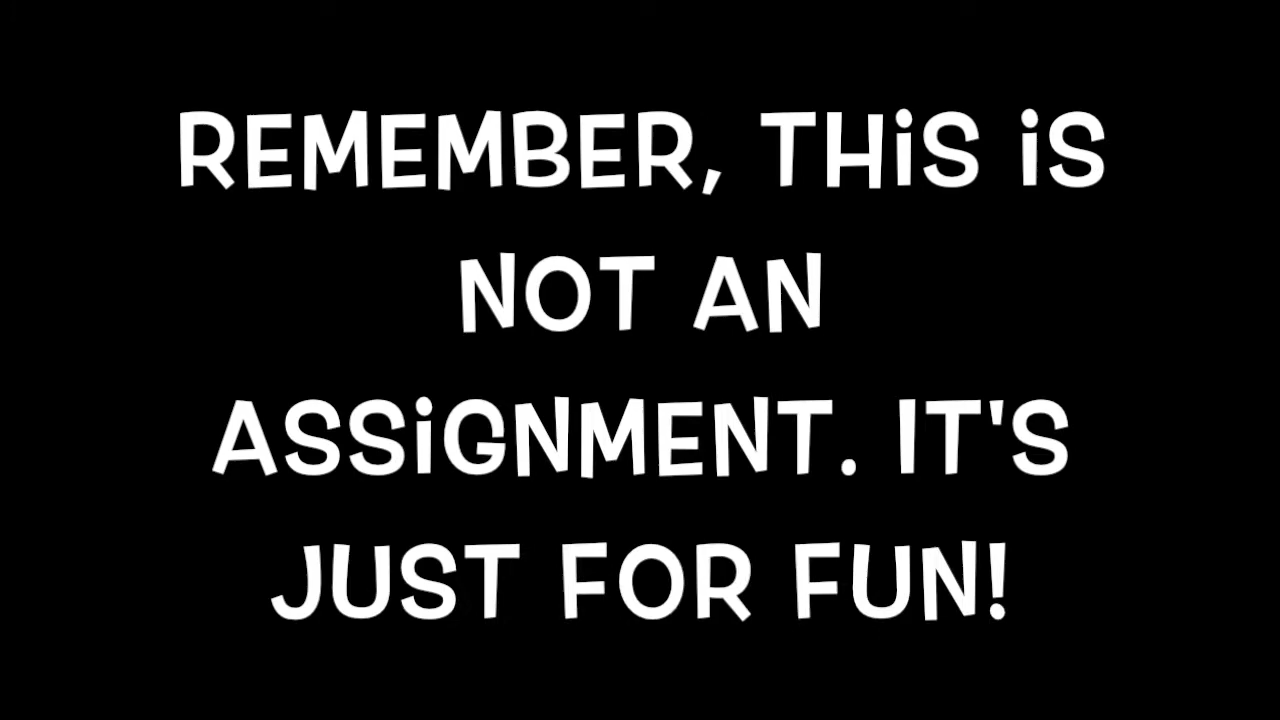 REMEMBER, THiS iS
NOT AN
ASSiGNMENT. IT'S
JUST FOR FUN!